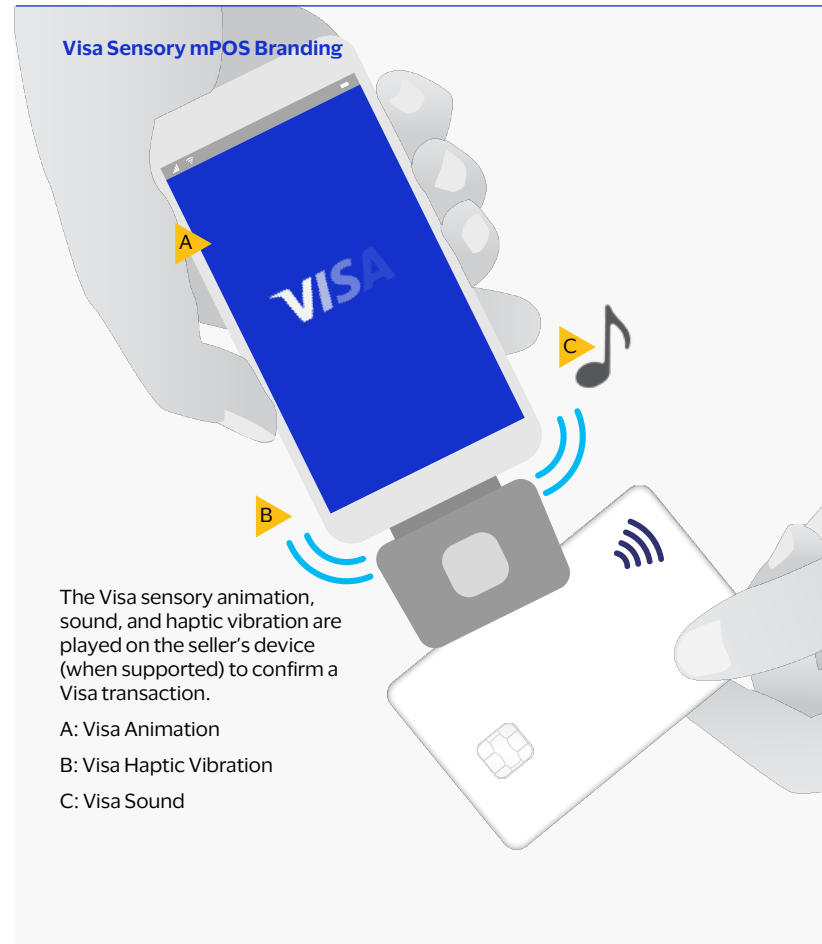 Visa Sensory mPOS Branding
A
VISA
C
B
The Visa sensory animation,
sound, and haptic vibration are
played on the seller's device
(when supported) to confirm a
Visa transaction.
A: Visa Animation
B: Visa Haptic Vibration
C: Visa Sound